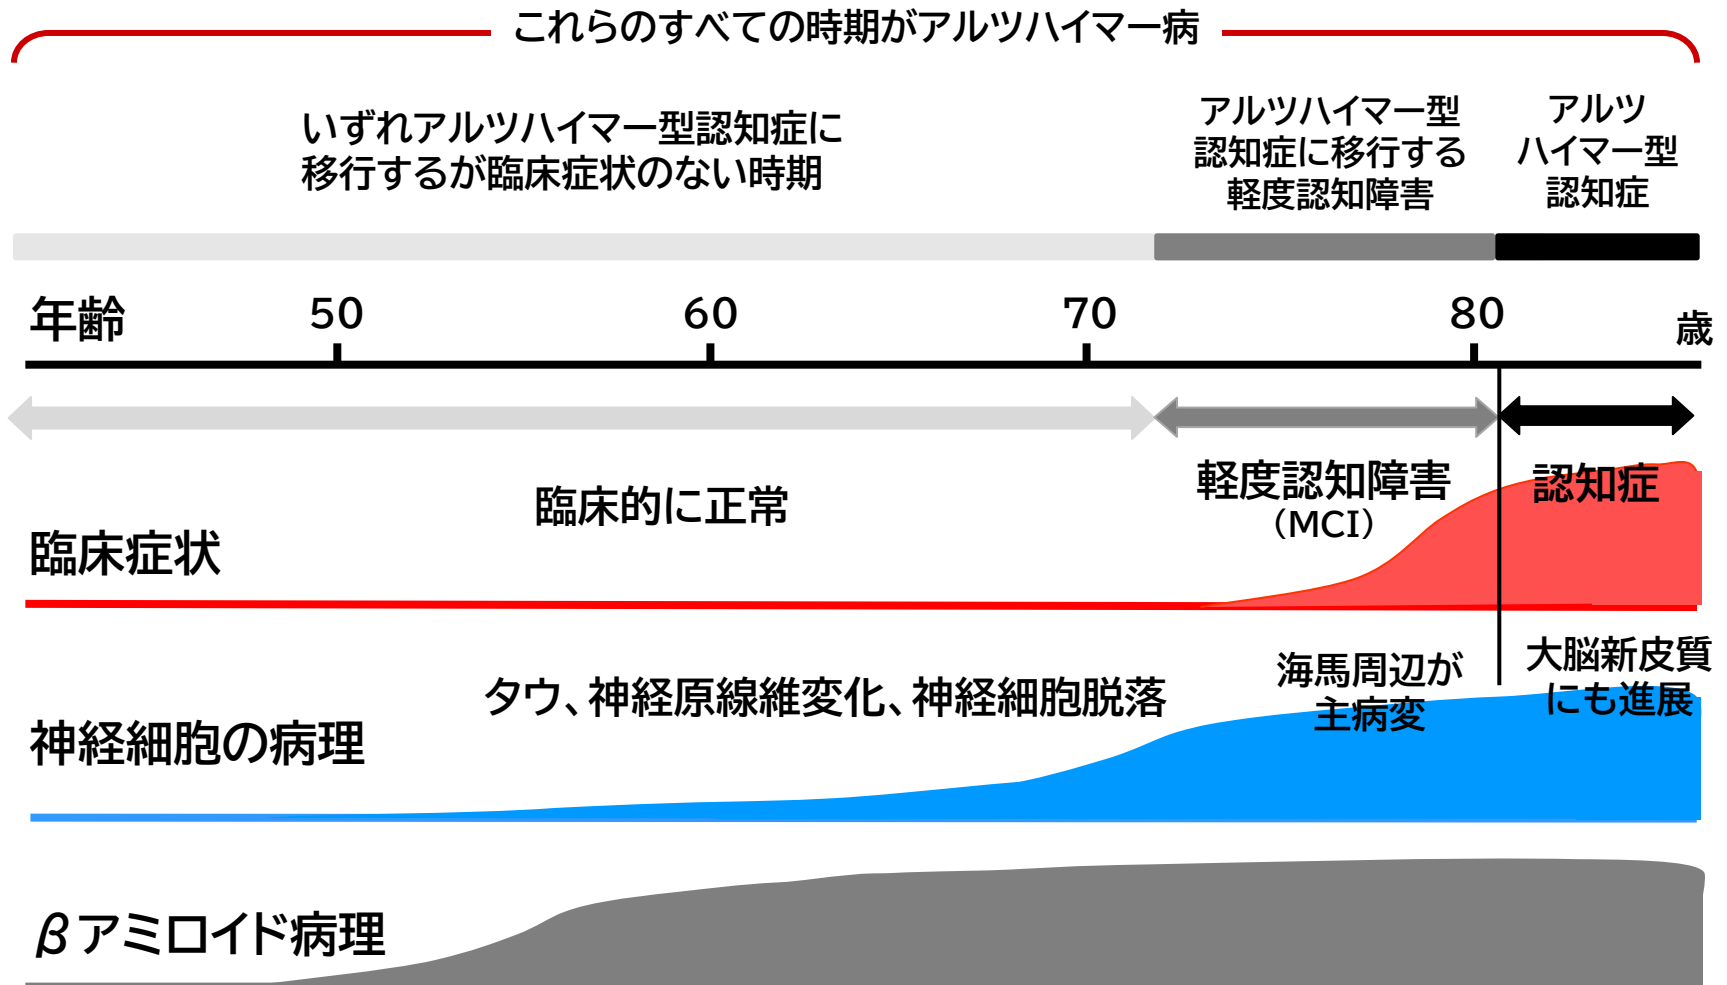 これらのすべての時期がアルツハイマー病
いずれアルツハイマー型認知症に
移行するが臨床症状のない時期
アルツハイマー型
認知症に移行する
軽度認知障害
アルツ
ハイマー型
認知症
年齢
50
60
70
80
歳
臨床的に正常
軽度認知障害
（MCI）
認知症
臨床症状
タウ、神経原線維変化、神経細胞脱落
海馬周辺が
主病変
大脳新皮質
にも進展
神経細胞の病理
βアミロイド病理